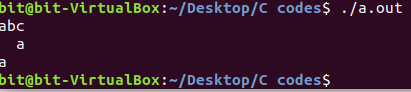 bit@bit-VirtualBox:~/Desktop/C codes$ ./a.out
abc
  a
a
bit@bit-VirtualBox:~/Desktop/C codes$